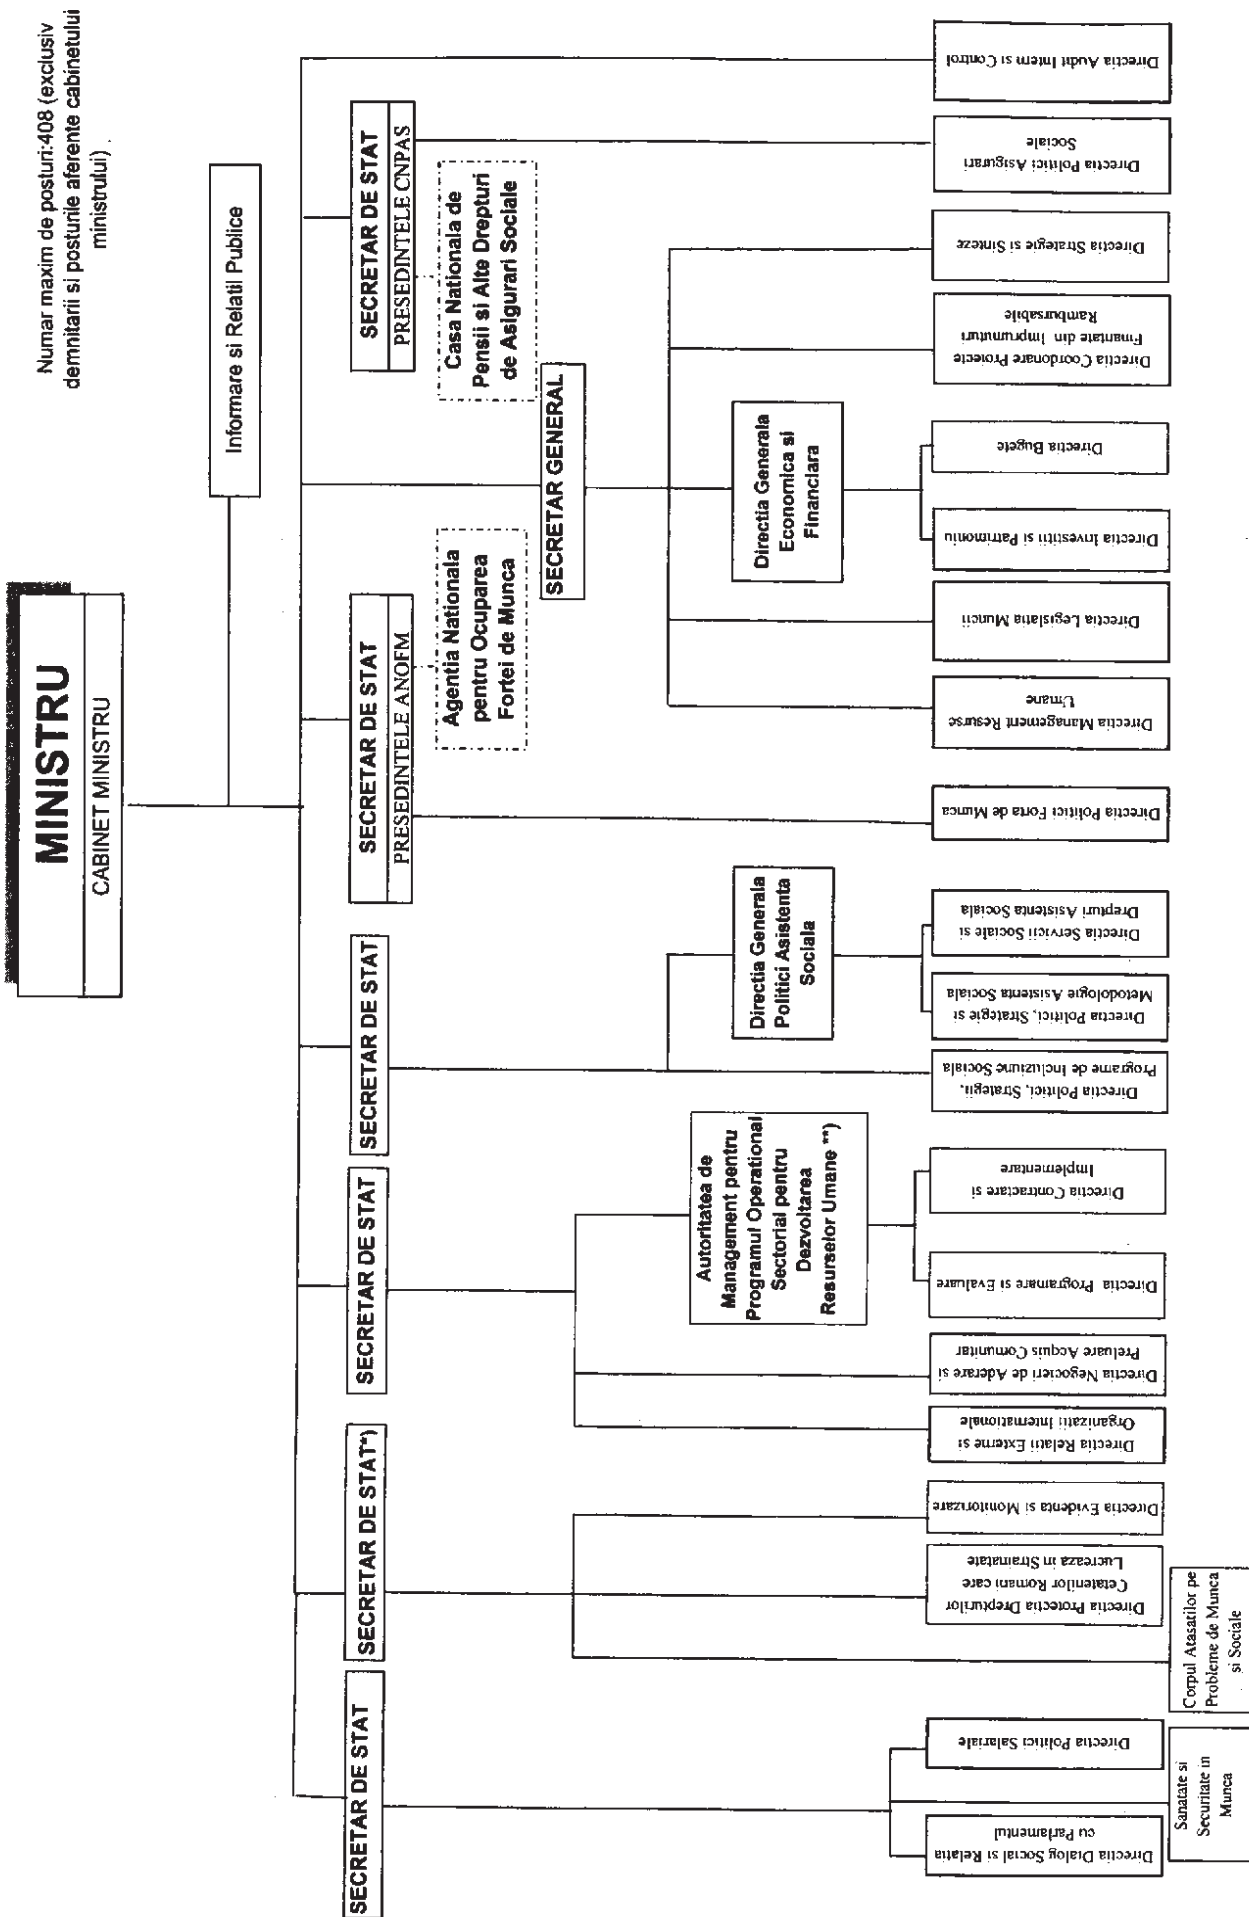 Numar maxim de posturi:408 (exclusiv
demnitarii si posturile aferente cabinetului
ministrului)
MINISTRU
CABINET MINISTRU
Informare si Relatii Publice
SECRETAR DE STAT
SECRETAR DE STAT*)
SECRETAR DE STAT
SECRETAR DE STAT
SECRETAR DE STAT
PRESEDINTELE ANOFM
SECRETAR DE STAT
PRESEDINTELE CNPAS
Agentia Nationala
pentru Ocuparea
Fortei de Munca
Casa Nationala de
Pensii si Alte Drepturi
de Asigurari Sociale
SECRETAR GENERAL
Autoritatea de
Management pentru
Programul Operational
Sectorial pentru
Dezvoltarea
Resurselor Umane **)
Directia Generala
Politici Asistenta
Sociala
Directia Generala
Economica si
Financiara
Directia Dialog Social si Relatia
cu Parlamentul
Directia Politici Salariale
Directia Protectia Drepturilor
Cetatenilor Romani care
Lucreaza in Strainatate
Directia Evidenta si Monitorizare
Directia Relatii Externe si
Organizatii Internationale
Directia Negocieri de Aderare si
Preluare Acquis Comunitar
Directia Programare si Evaluare
Directia Contractare si
Implementare
Directia Politici, Strategii,
Programe de Incluziune Sociala
Directia Politici, Strategie si
Metodologie Asistenta Sociala
Directia Servicii Sociale si
Drepturi Asistenta Sociala
Directia Politici Forta de Munca
Directia Management Resurse
Umane
Directia Legislatia Muncii
Directia Investitii si Patrimoniu
Directia Bugete
Directia Coordonare Proiecte
Finantate din Imprumuturi
Rambursabile
Directia Strategie si Sinteze
Directia Politici Asigurari
Sociale
Directia Audit Intern si Control
Sanatate si
Securitate in
Munca
Corpul Atasatilor pe
Probleme de Munca
si Sociale